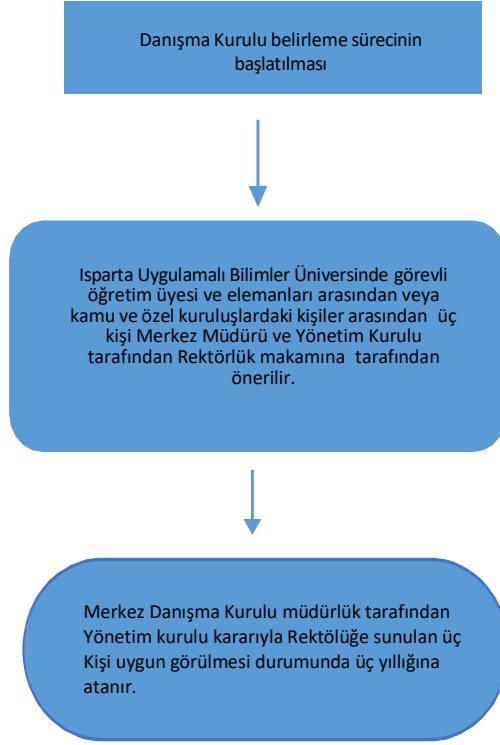 Danışma Kurulu belirleme sürecinin
başlatılması
Isparta Uygulamalı Bilimler Üniversinde görevli
öğretim üyesi ve elemanları arasından veya
kamu ve özel kuruluşlardaki kişiler arasından üç
kişi Merkez Müdürü ve Yönetim Kurulu
tarafından Rektörlük makamına tarafından
önerilir.
Merkez Danışma Kurulu müdürlük tarafından
Yönetim kurulu kararıyla Rektölüğe sunulan üç
Kişi uygun görülmesi durumunda üç yıllığına
atanır.